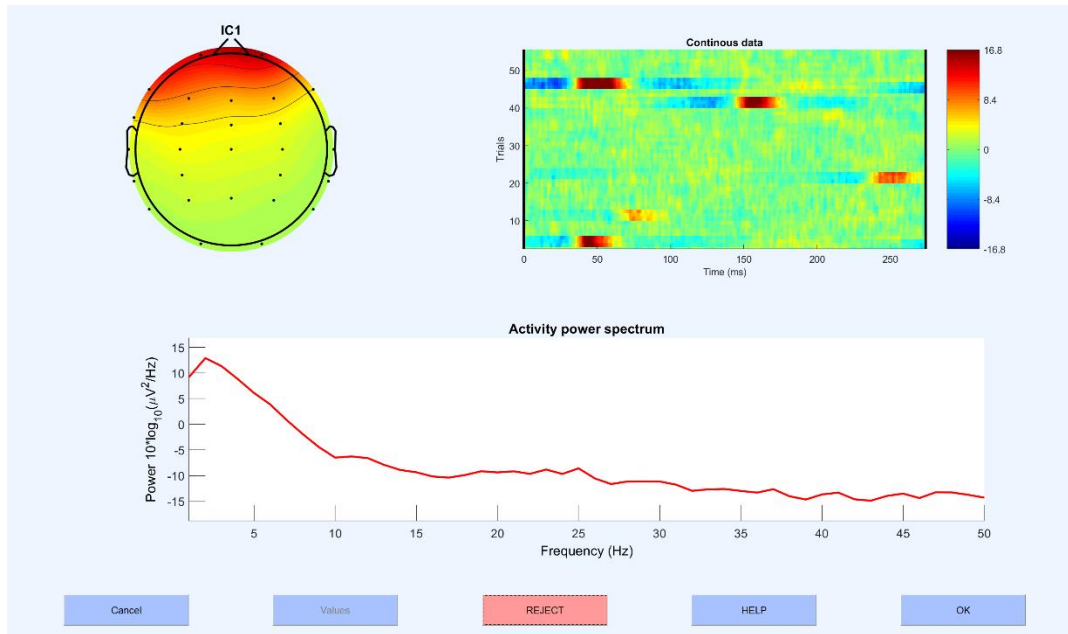 IC1
Continous data
50
40
30
20
10
Trials
0 50 100 150 200 250
Time (ms)
16.8
8.4
0
-8.4
-16.8
Activity power spectrum
15
10
5
0
-5
-10
-15
Power 10*log₁₀(μV²/Hz)
5 10 15 20 25 30 35 40 45 50
Frequency (Hz)
Cancel Values REJECT HELP OK